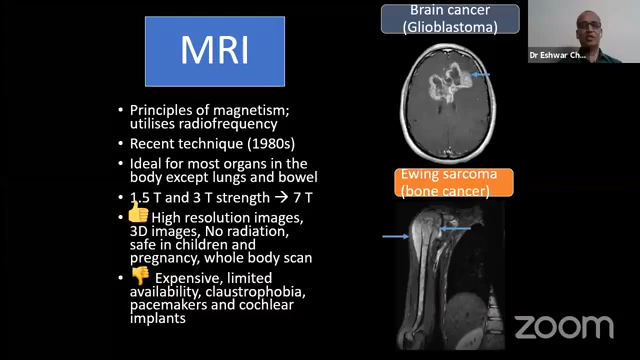 MRI
• Principles of magnetism;
utilises radiofrequency
• Recent technique (1980s)
• Ideal for most organs in the
body except lungs and bowel
• 1.5 T and 3 T strength → 7 T
• 👍 High resolution images,
3D images, No radiation,
safe in children and
pregnancy, whole body scan
• 👎 Expensive, limited
availability, claustrophobia,
pacemakers and cochlear
implants
Brain cancer
(Glioblastoma)
Ewing sarcoma
(bone cancer)
Dr Eshwar Ch...
zoom